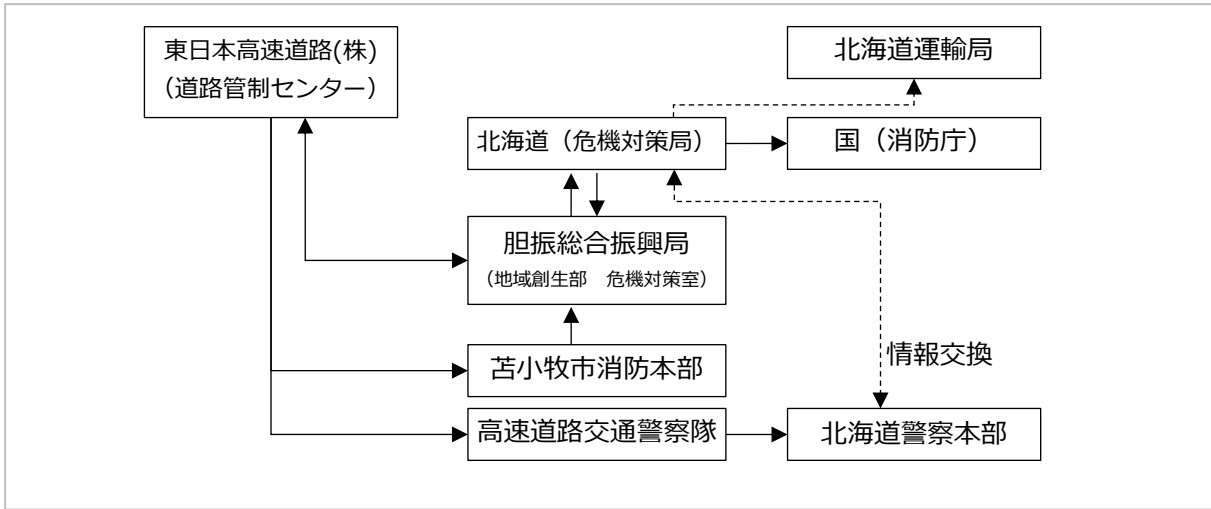 東日本高速道路(株)
（道路管制センター）
北海道運輸局
北海道（危機対策局）
国（消防庁）
胆振総合振興局
（地域創生部　危機対策室）
苫小牧市消防本部
情報交換
高速道路交通警察隊
北海道警察本部